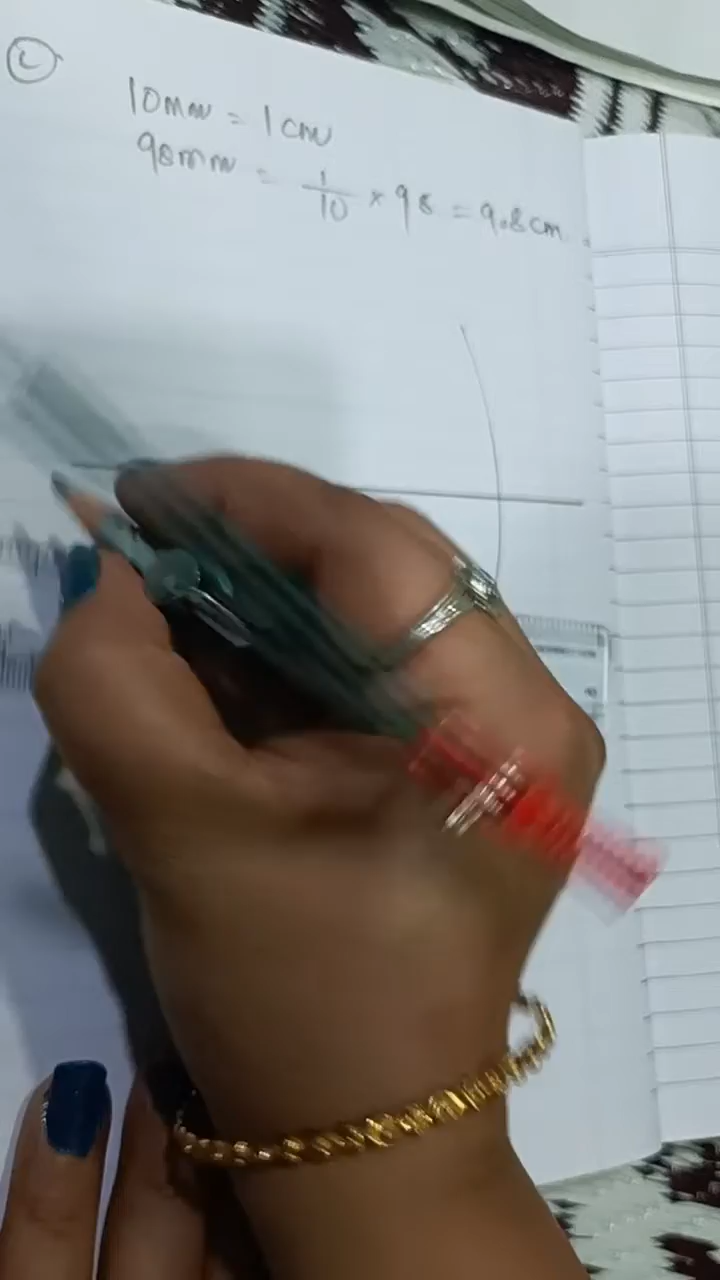 C
10mm = 1cm
98mm = 1/10 × 98 = 9.8cm